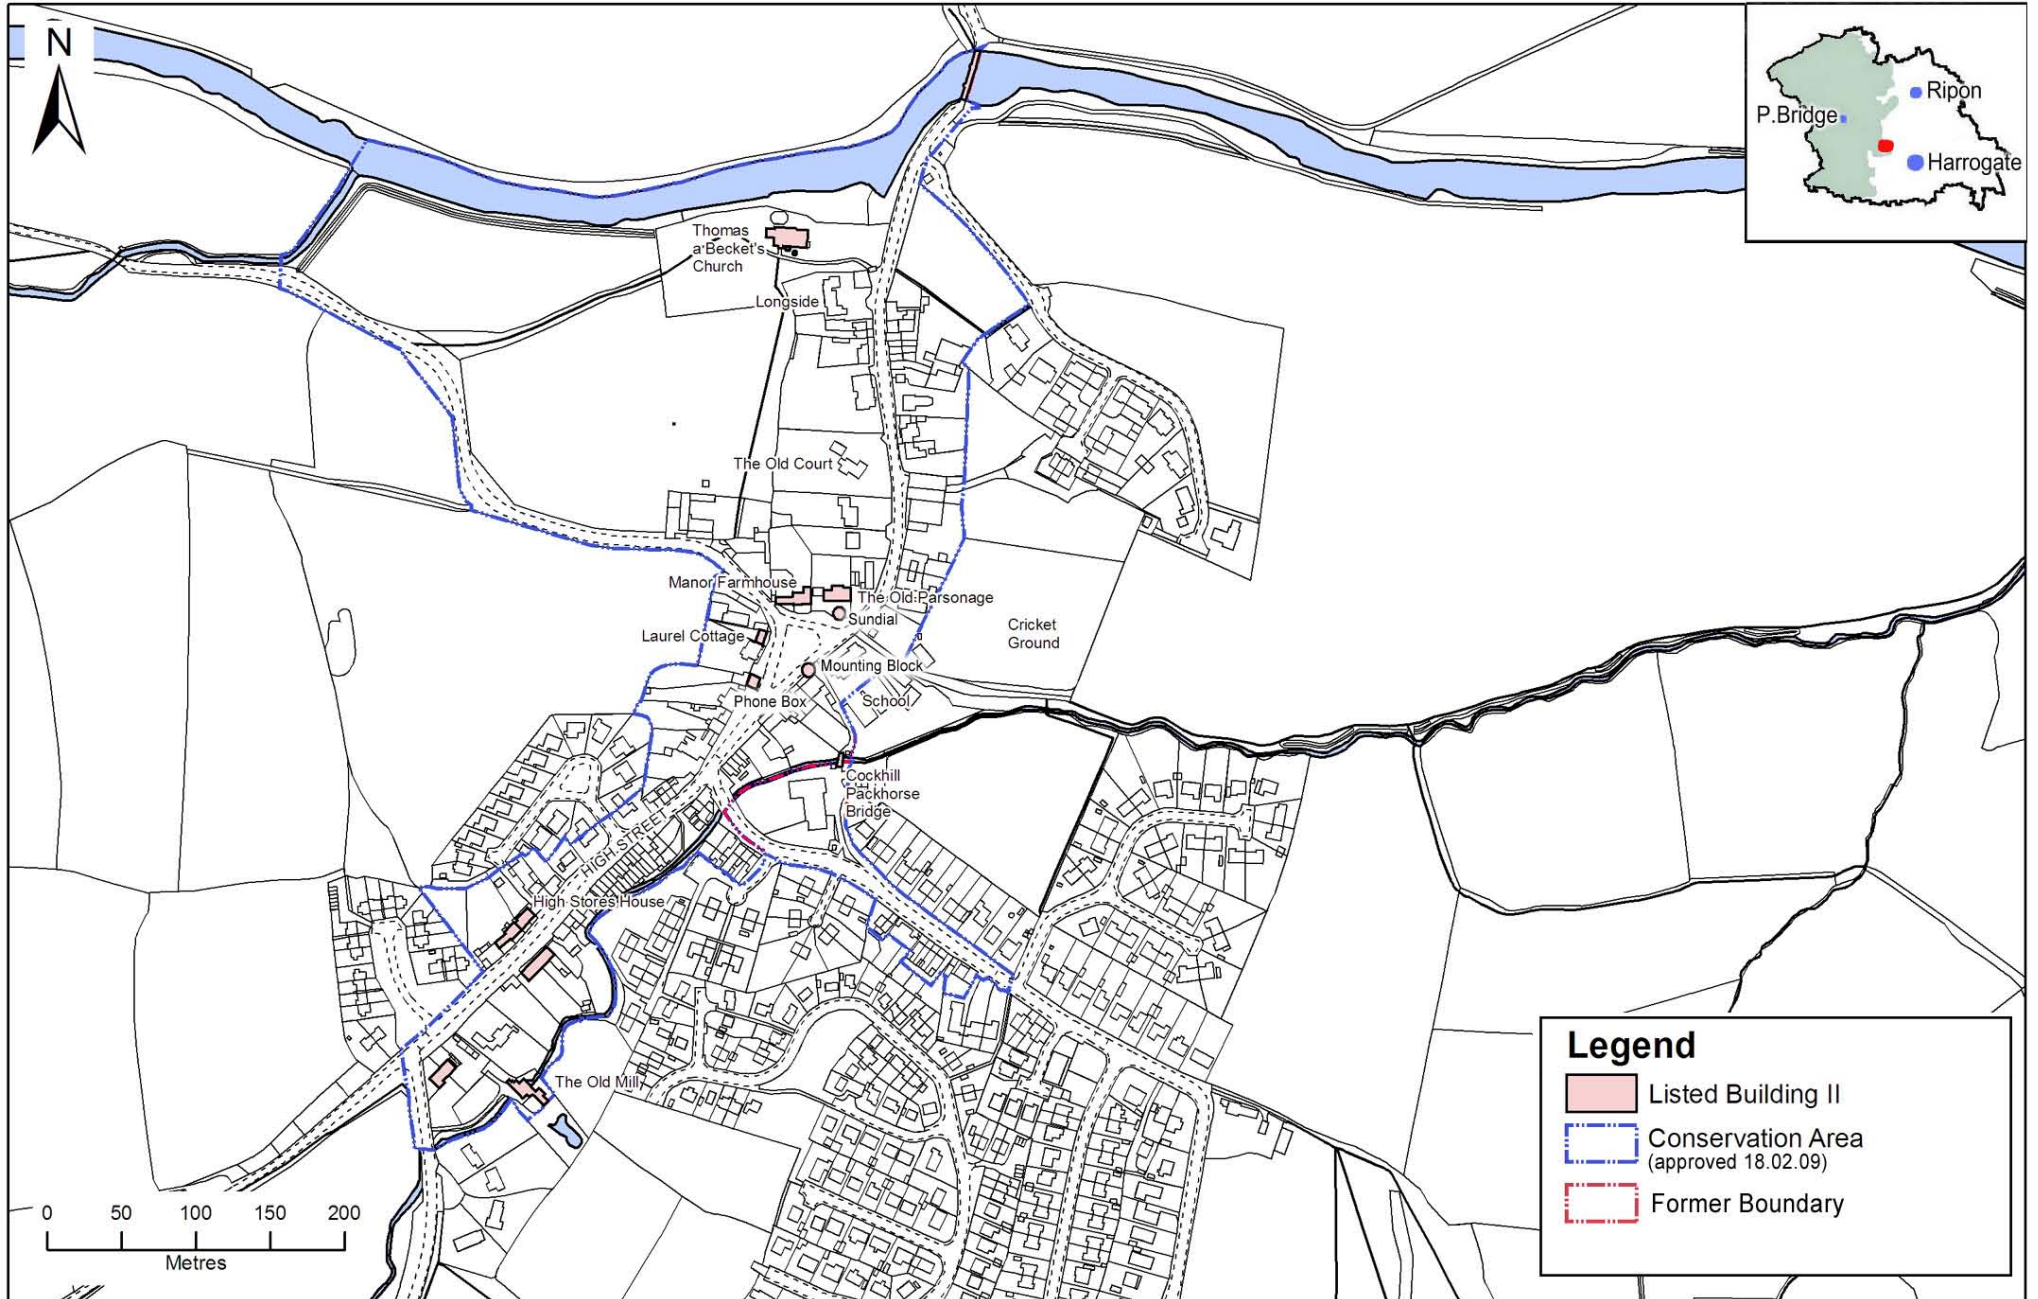 N
Ripon
P.Bridge
Harrogate
Thomas
a Becket's
Church
Longside
The Old Court
Manor Farmhouse
The Old Parsonage
Sundial
Laurel Cottage
Cricket
Ground
Mounting Block
Phone Box
School
Cockhill
Packhorse
Bridge
HIGH STREET
High Stores House
The Old Mill
0 50 100 150 200
Metres
Legend
Listed Building II
Conservation Area
(approved 18.02.09)
Former Boundary